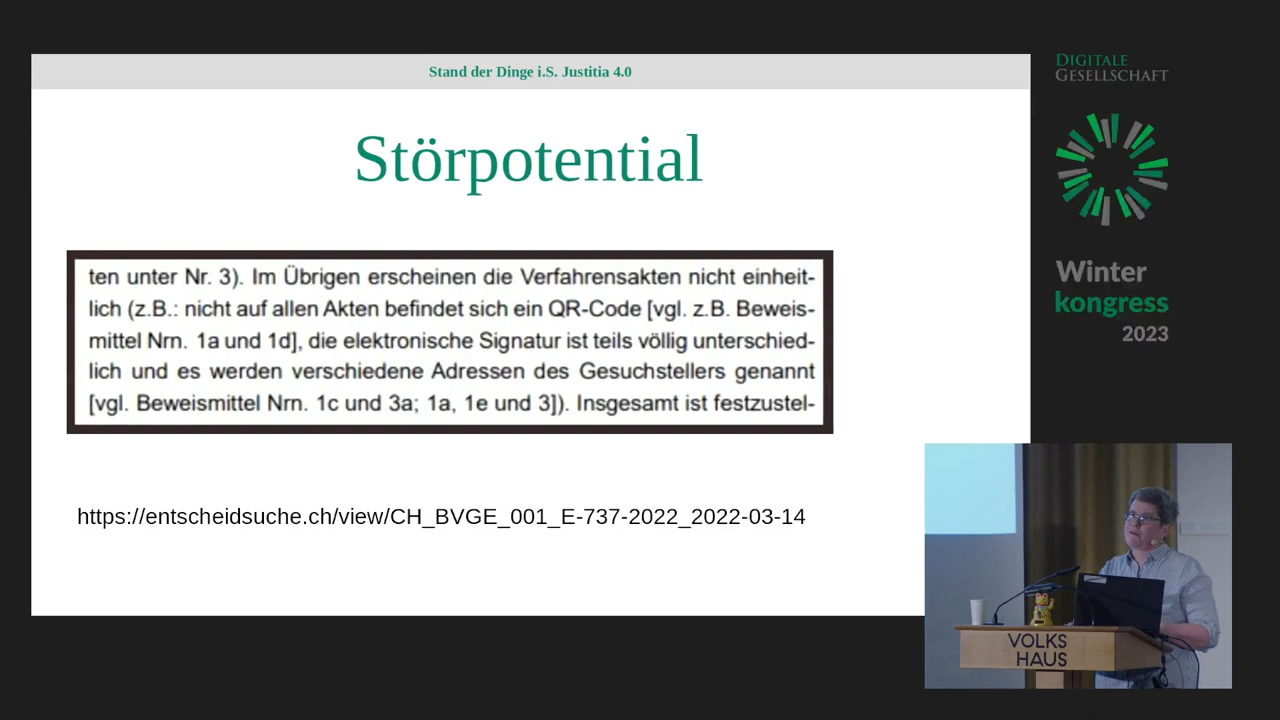 Stand der Dinge i.S. Justitia 4.0
Störpotential
ten unter Nr. 3). Im Übrigen erscheinen die Verfahrensakten nicht einheit-
lich (z.B.: nicht auf allen Akten befindet sich ein QR-Code [vgl. z.B. Beweis-
mittel Nrn. 1a und 1d], die elektronische Signatur ist teils völlig unterschied-
lich und es werden verschiedene Adressen des Gesuchstellers genannt
[vgl. Beweismittel Nrn. 1c und 3a; 1a, 1e und 3]). Insgesamt ist festzustel-
https://entscheidsuche.ch/view/CH_BVGE_001_E-737-2022_2022-03-14
DIGITALE
GESELLSCHAFT
Winter
kongress
2023
VOLKS
HAUS